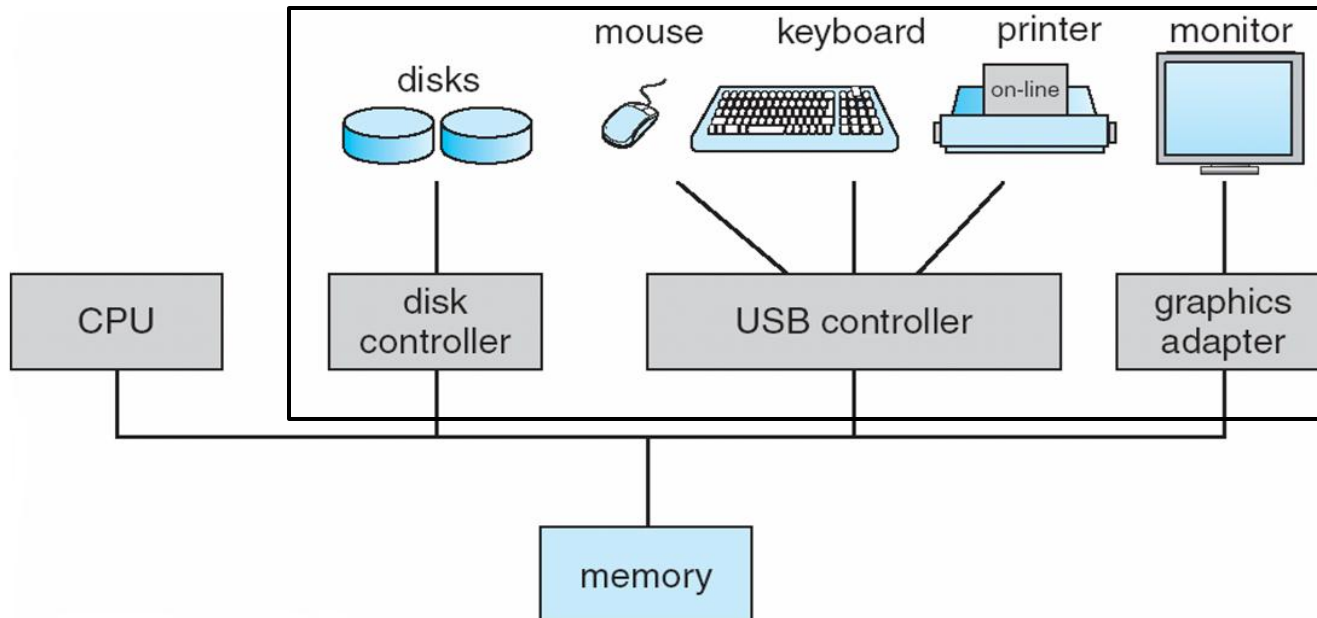 mouse
keyboard
printer
monitor
disks
on-line
CPU
disk
controller
USB controller
graphics
adapter
memory